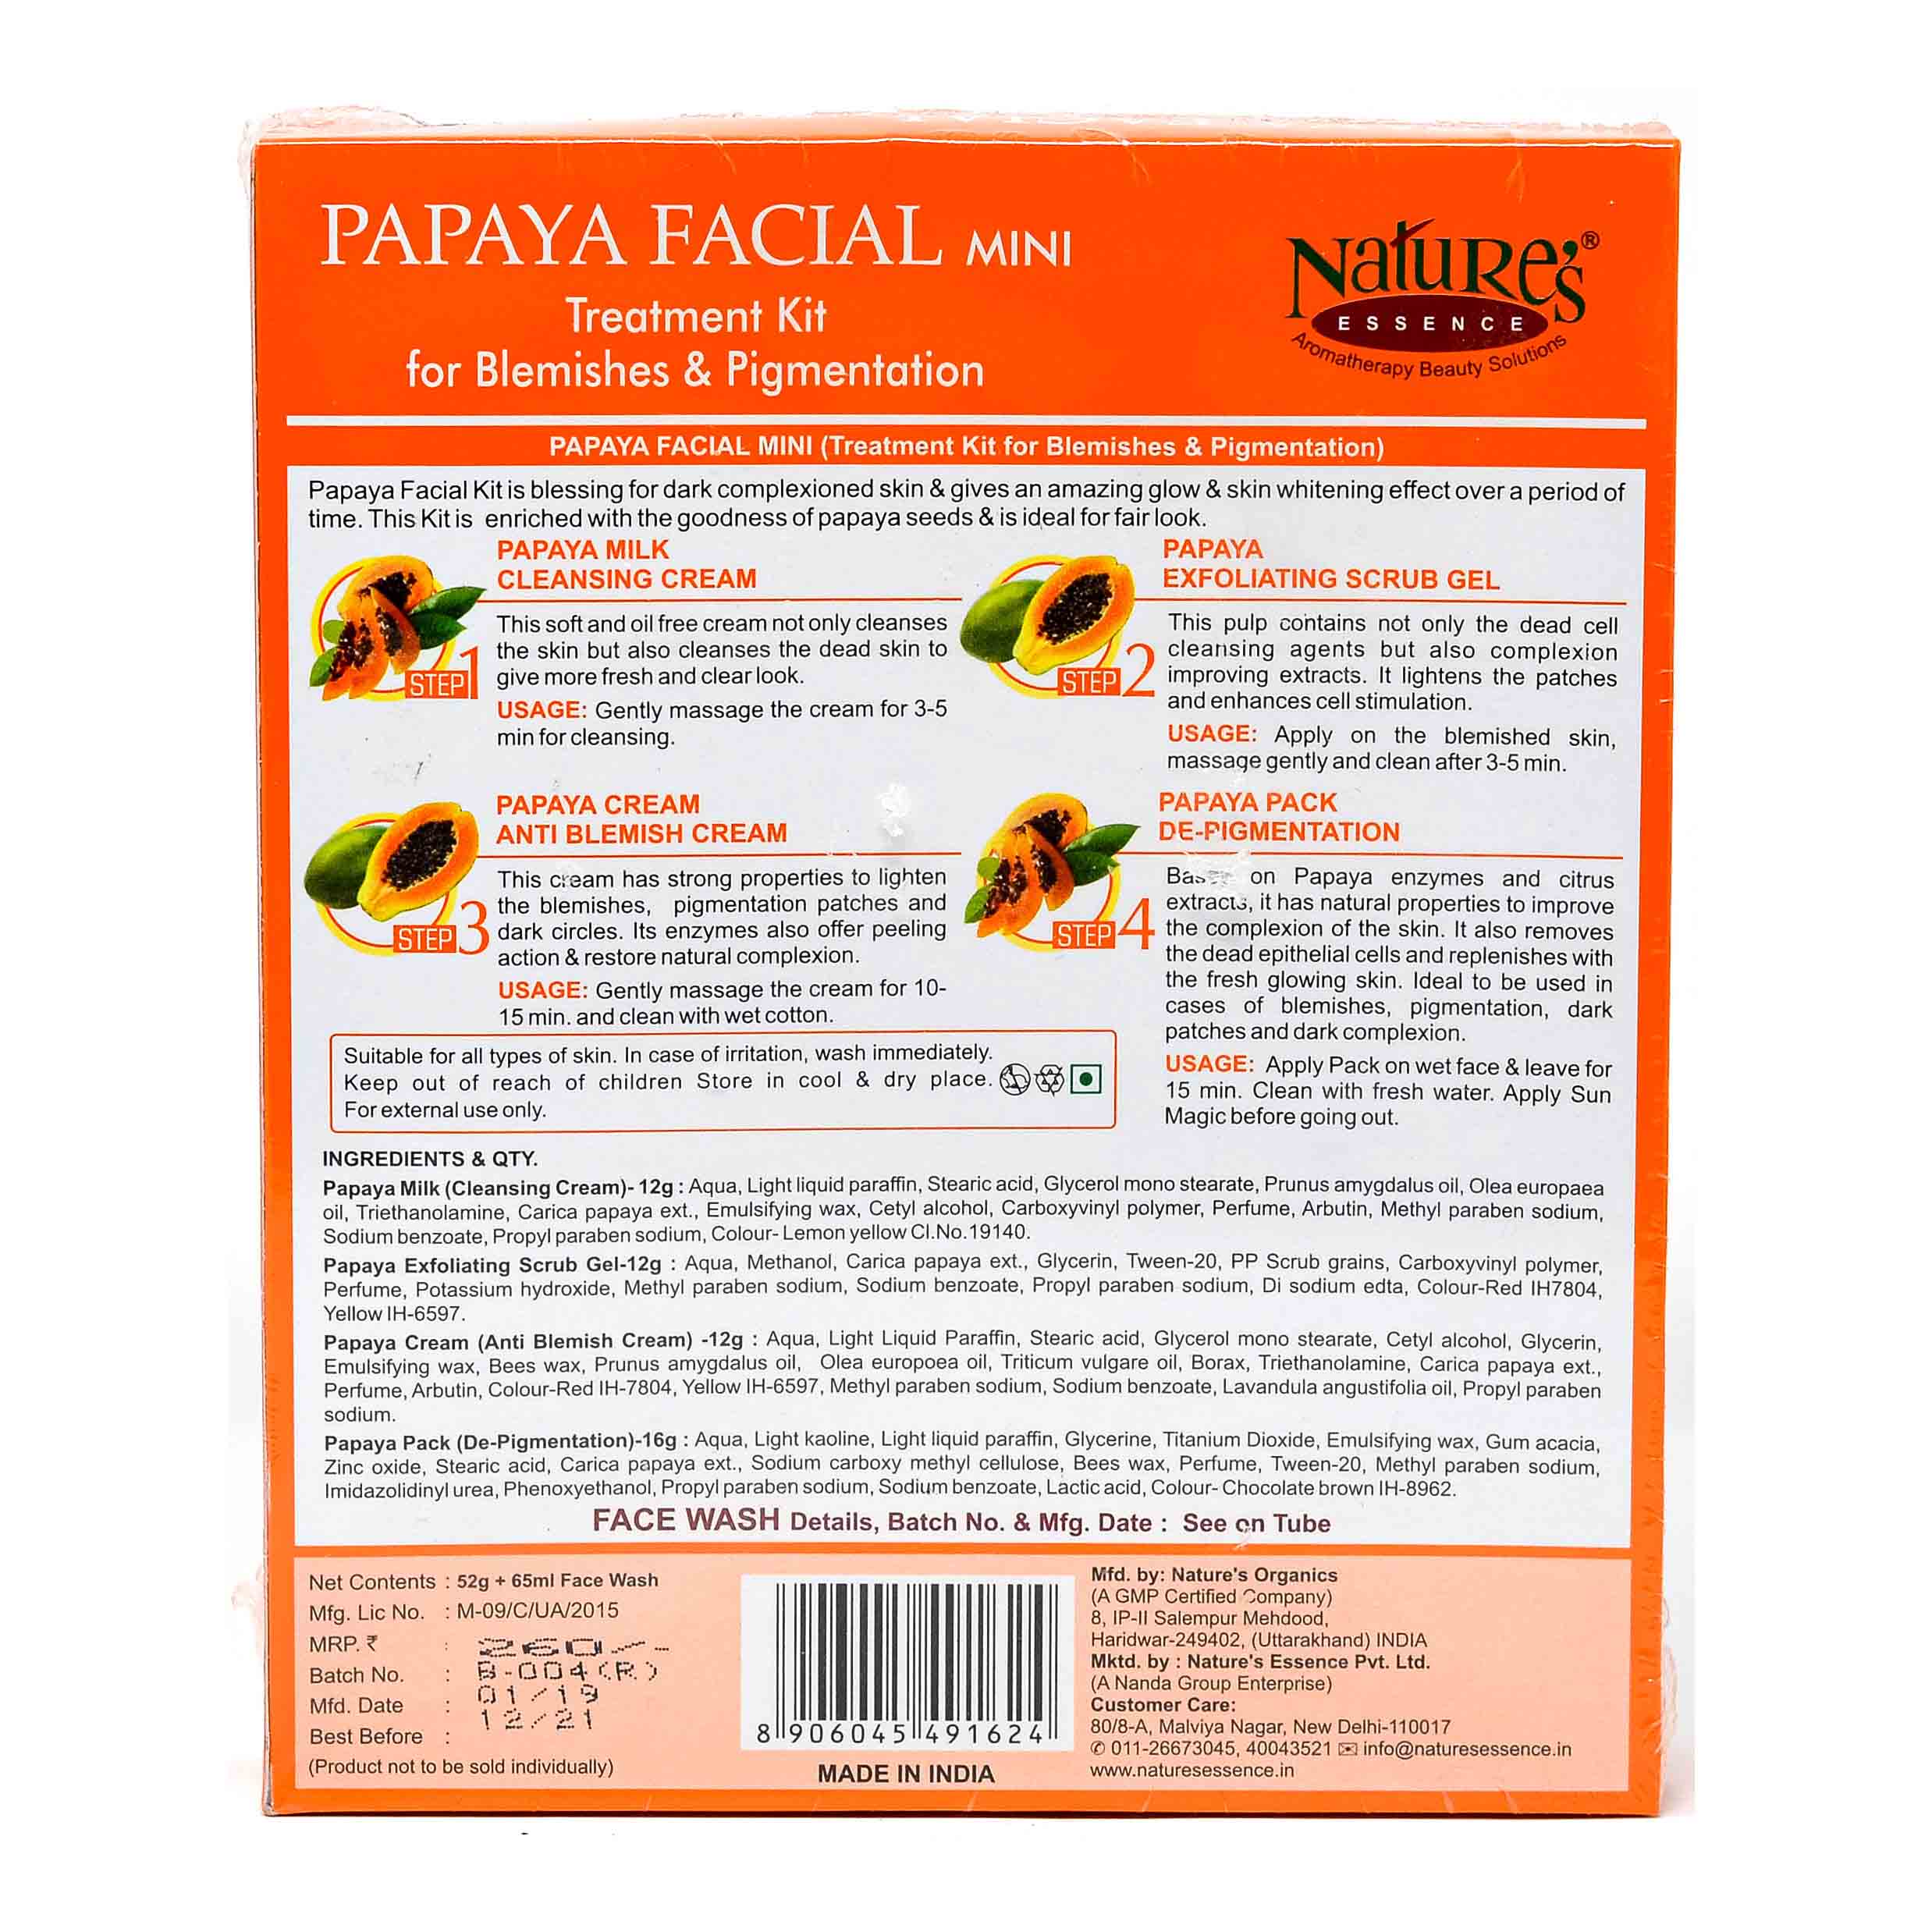 PAPAYA FACIAL MINI
Treatment Kit
for Blemishes & Pigmentation
Nature's®
ESSENCE
Aromatherapy Beauty Solutions
PAPAYA FACIAL MINI (Treatment Kit for Blemishes & Pigmentation)
Papaya Facial Kit is blessing for dark complexioned skin & gives an amazing glow & skin whitening effect over a period of
time. This Kit is enriched with the goodness of papaya seeds & is ideal for fair look.
STEP 1
PAPAYA MILK
CLEANSING CREAM
This soft and oil free cream not only cleanses
the skin but also cleanses the dead skin to
give more fresh and clear look.
USAGE: Gently massage the cream for 3-5
min for cleansing.
STEP 2
PAPAYA
EXFOLIATING SCRUB GEL
This pulp contains not only the dead cell
cleansing agents but also complexion
improving extracts. It lightens the patches
and enhances cell stimulation.
USAGE: Apply on the blemished skin,
massage gently and clean after 3-5 min.
STEP 3
PAPAYA CREAM
ANTI BLEMISH CREAM
This cream has strong properties to lighten
the blemishes, pigmentation patches and
dark circles. Its enzymes also offer peeling
action & restore natural complexion.
USAGE: Gently massage the cream for 10-
15 min. and clean with wet cotton.
STEP 4
PAPAYA PACK
DE-PIGMENTATION
on Papaya enzymes and citrus
extracts, it has natural properties to improve
the complexion of the skin. It also removes
the dead epithelial cells and replenishes with
the fresh glowing skin. Ideal to be used in
cases of blemishes, pigmentation, dark
patches and dark complexion.
USAGE: Apply Pack on wet face & leave for
15 min. Clean with fresh water. Apply Sun
Magic before going out.
Suitable for all types of skin. In case of irritation, wash immediately.
Keep out of reach of children Store in cool & dry place.
For external use only.
INGREDIENTS & QTY.
Papaya Milk (Cleansing Cream)- 12g : Aqua, Light liquid paraffin, Stearic acid, Glycerol mono stearate, Prunus amygdalus oil, Olea europaea
oil, Triethanolamine, Carica papaya ext., Emulsifying wax, Cetyl alcohol, Carboxyvinyl polymer, Perfume, Arbutin, Methyl paraben sodium,
Sodium benzoate, Propyl paraben sodium, Colour- Lemon yellow CI.No.19140.
Papaya Exfoliating Scrub Gel-12g : Aqua, Methanol, Carica papaya ext., Glycerin, Tween-20, PP Scrub grains, Carboxyvinyl polymer,
Perfume, Potassium hydroxide, Methyl paraben sodium, Sodium benzoate, Propyl paraben sodium, Di sodium edta, Colour-Red IH7804,
Yellow IH-6597.
Papaya Cream (Anti Blemish Cream) -12g : Aqua, Light Liquid Paraffin, Stearic acid, Glycerol mono stearate, Cetyl alcohol, Glycerin,
Emulsifying wax, Bees wax, Prunus amygdalus oil, Olea europoea oil, Triticum vulgare oil, Borax, Triethanolamine, Carica papaya ext.,
Perfume, Arbutin, Colour-Red IH-7804, Yellow IH-6597, Methyl paraben sodium, Sodium benzoate, Lavandula angustifolia oil, Propyl paraben
sodium.
Papaya Pack (De-Pigmentation)-16g : Aqua, Light kaoline, Light liquid paraffin, Glycerine, Titanium Dioxide, Emulsifying wax, Gum acacia,
Zinc oxide, Stearic acid, Carica papaya ext., Sodium carboxy methyl cellulose, Bees wax, Perfume, Tween-20, Methyl paraben sodium,
Imidazolidinyl urea, Phenoxyethanol, Propyl paraben sodium, Sodium benzoate, Lactic acid, Colour- Chocolate brown IH-8962.
FACE WASH Details, Batch No. & Mfg. Date : See on Tube
Net Contents : 52g + 65ml Face Wash
Mfg. Lic No. : M-09/C/UA/2015
MRP. ₹ : 260/-
Batch No. : B-004(R)
Mfd. Date : 01/19
Best Before : 12/21
(Product not to be sold individually)
8 906045 491624
MADE IN INDIA
Mfd. by: Nature's Organics
(A GMP Certified Company)
8, IP-II Salempur Mehdood,
Haridwar-249402, (Uttarakhand) INDIA
Mktd. by : Nature's Essence Pvt. Ltd.
(A Nanda Group Enterprise)
Customer Care:
80/8-A, Malviya Nagar, New Delhi-110017
✆ 011-26673045, 40043521 ✉ info@naturesessence.in
www.naturesessence.in